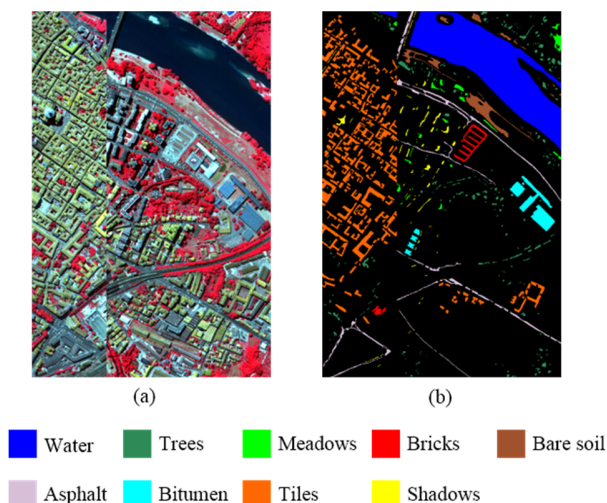 (a) (b)
Water Trees Meadows Bricks Bare soil
Asphalt Bitumen Tiles Shadows